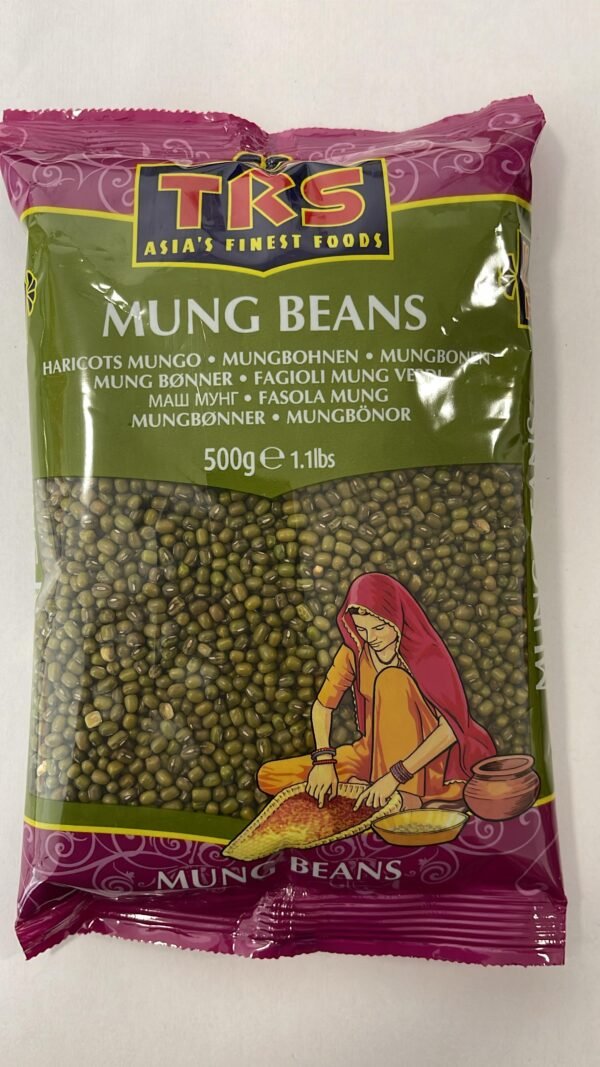 TRS
ASIA'S FINEST FOODS
MUNG BEANS
HARICOTS MUNGO • MUNGBOHNEN • MUNGBONEN
MUNG BØNNER • FAGIOLI MUNG VERDI
МАШ МУНГ • FASOLA MUNG
MUNGBØNNER • MUNGBÖNOR
500g ℮ 1.1lbs
MUNG BEANS